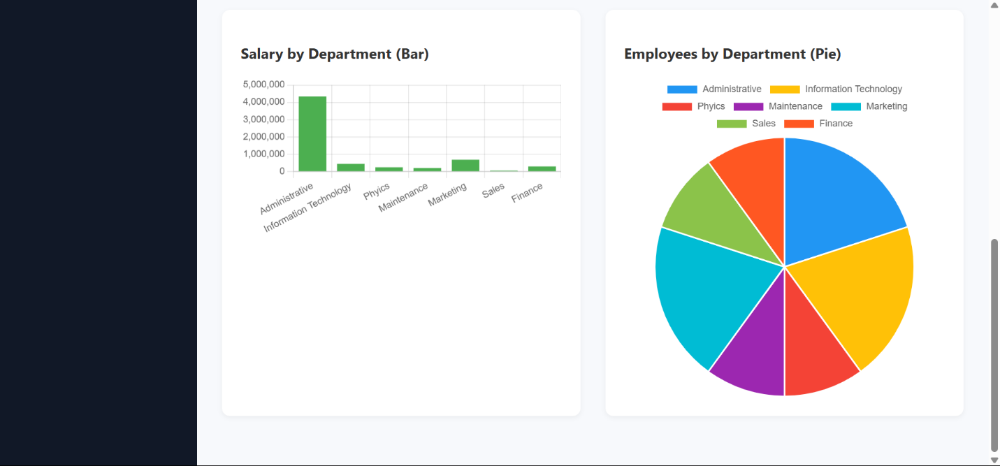 Salary by Department (Bar)
5,000,000
4,000,000
3,000,000
2,000,000
1,000,000
0
Administrative
Information Technology
Phyics
Maintenance
Marketing
Sales
Finance
Employees by Department (Pie)
Administrative Information Technology
Phyics Maintenance Marketing
Sales Finance